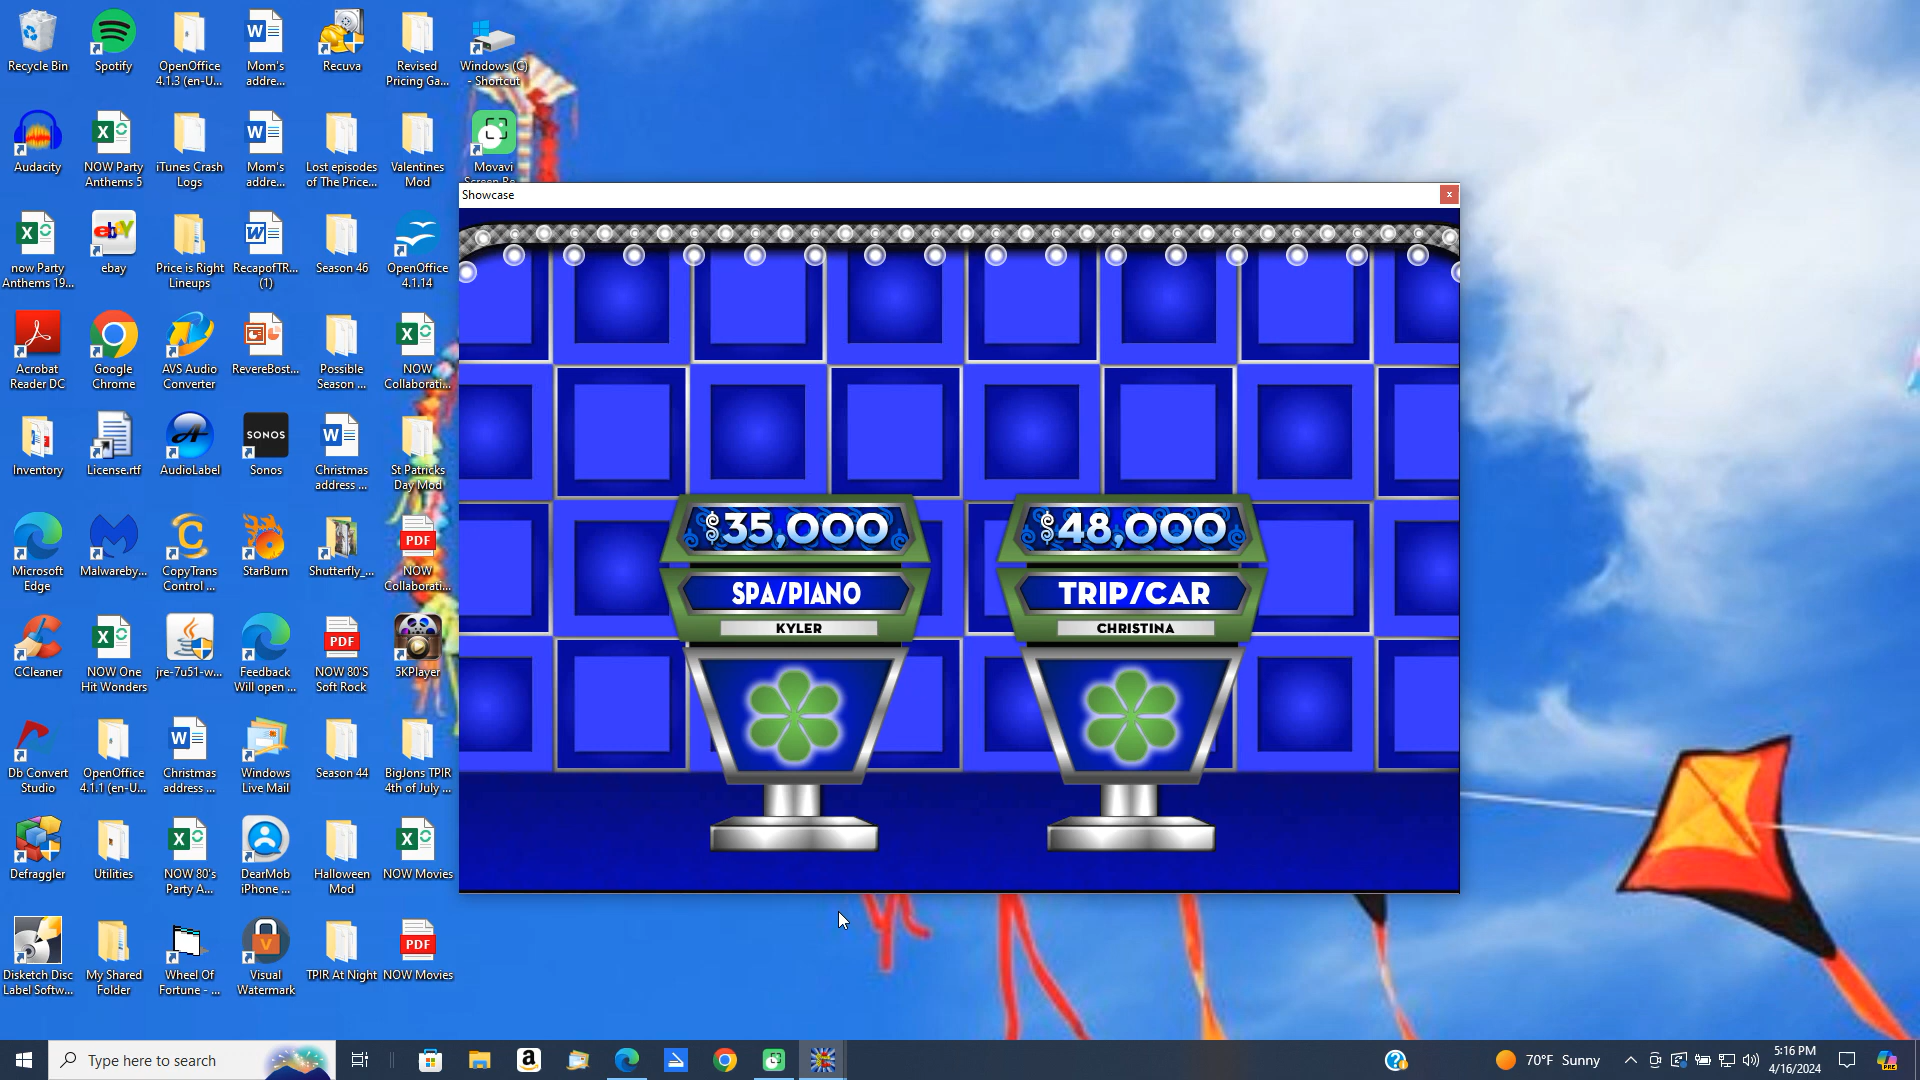 Recycle Bin
Spotify
OpenOffice
4.1.3 (en-U...
Mom's
addre...
Recuva
Revised
Pricing Ga...
Windows (C)
- Shortcut
Audacity
NOW Party
Anthems 5
iTunes Crash
Logs
Mom's
addre...
Lost episodes
of The Price...
Valentines
Mod
Movavi
Screen Re...
now Party
Anthems 19...
ebay
Price is Right
Lineups
RecapofTR...
(1)
Season 46
OpenOffice
4.1.14
Acrobat
Reader DC
Google
Chrome
AVS Audio
Converter
RevereBost...
Possible
Season ...
NOW
Collaborati...
Inventory
License.rtf
AudioLabel
SONOS
Sonos
Christmas
address ...
St Patricks
Day Mod
Microsoft
Edge
Malwareby...
CopyTrans
Control ...
StarBurn
Shutterfly_...
PDF
NOW
Collaborati...
CCleaner
NOW One
Hit Wonders
jre-7u51-w...
Feedback
Will open ...
PDF
NOW 80'S
Soft Rock
5KPlayer
Db Convert
Studio
OpenOffice
4.1.1 (en-U...
Christmas
address ...
Windows
Live Mail
Season 44
BigJons TPIR
4th of July ...
Defraggler
Utilities
NOW 80's
Party A...
DearMob
iPhone ...
Halloween
Mod
NOW Movies
Disketch Disc
Label Softw...
My Shared
Folder
Wheel Of
Fortune - ...
Visual
Watermark
TPIR At Night
PDF
NOW Movies
Showcase
x
$35,000
SPA/PIANO
KYLER
$48,000
TRIP/CAR
CHRISTINA
Type here to search
70°F Sunny
5:16 PM
4/16/2024